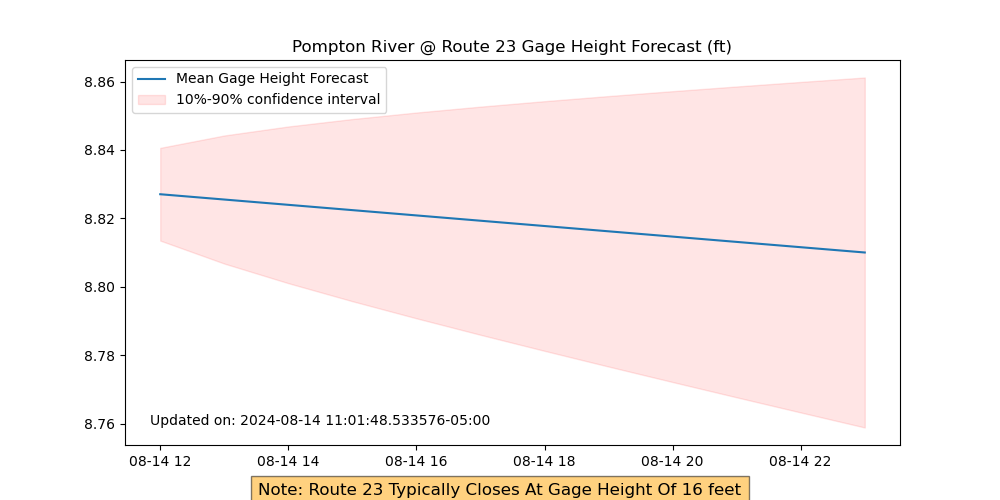 Pompton River @ Route 23 Gage Height Forecast (ft)
Mean Gage Height Forecast
10%-90% confidence interval
8.86
8.84
8.82
8.80
8.78
8.76
Updated on: 2024-08-14 11:01:48.533576-05:00
08-14 12
08-14 14
08-14 16
08-14 18
08-14 20
08-14 22
Note: Route 23 Typically Closes At Gage Height Of 16 feet